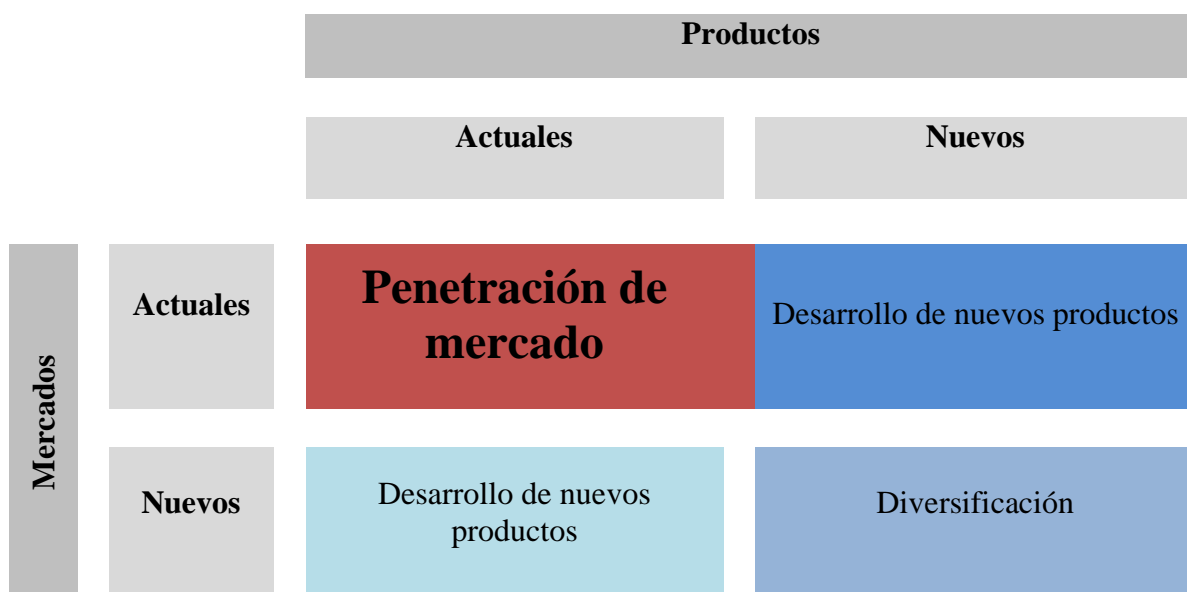 Productos
Actuales
Nuevos
Mercados
Actuales
Penetración de
mercado
Desarrollo de nuevos productos
Nuevos
Desarrollo de nuevos
productos
Diversificación